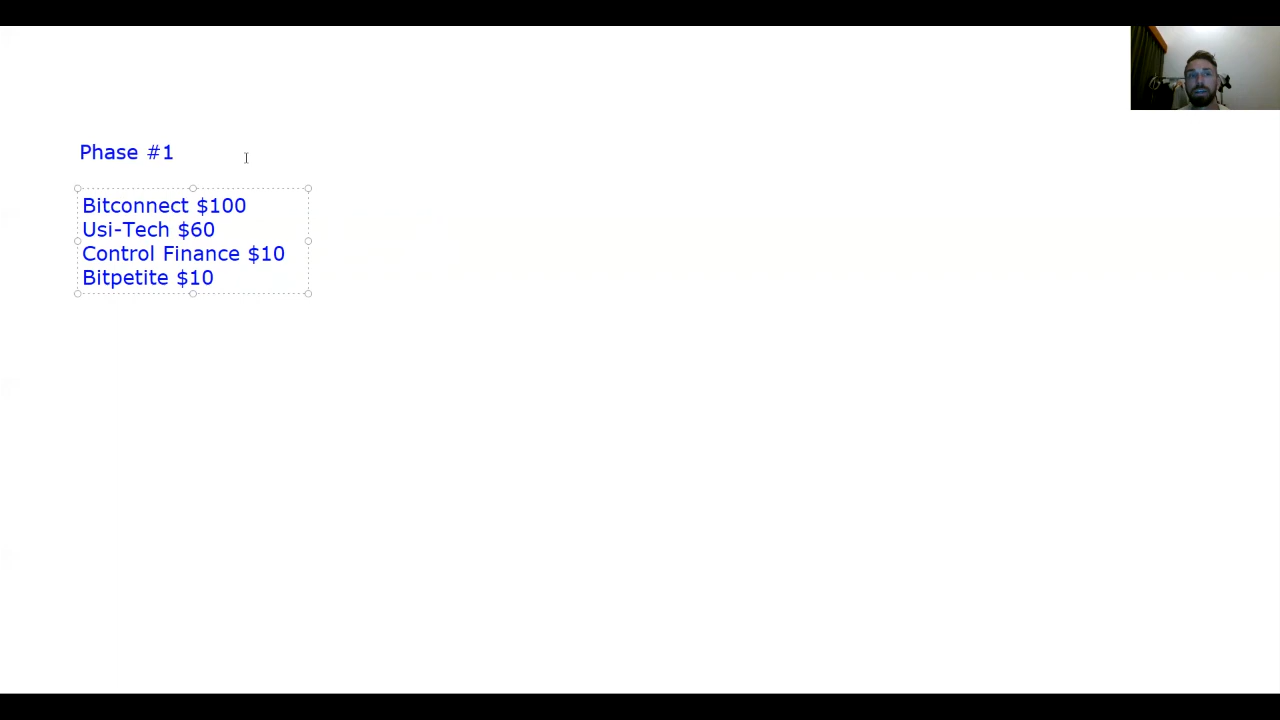 Phase #1
Bitconnect $100
Usi-Tech $60
Control Finance $10
Bitpetite $10